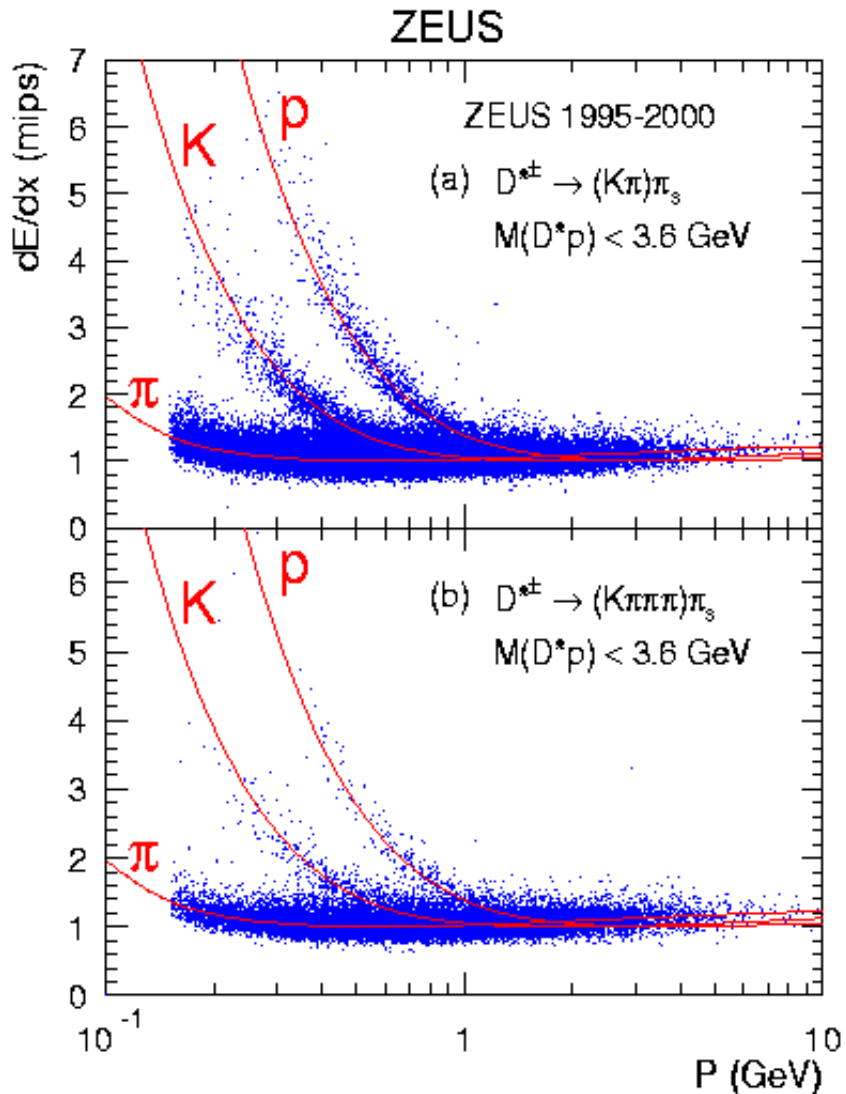 ZEUS
dE/dx (mips)
7
6
5
4
3
2
1
0
K
p
π
ZEUS 1995-2000
(a) D*± → (Kπ)πs
M(D*p) < 3.6 GeV
6
5
4
3
2
1
0
K
p
π
(b) D*± → (Kπππ)πs
M(D*p) < 3.6 GeV
10⁻¹ 1 10
P (GeV)